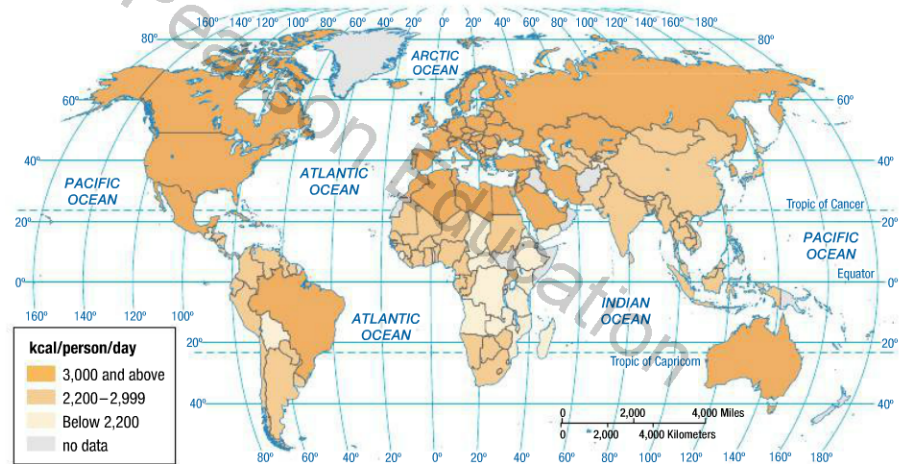 160° 140° 120° 100° 80° 60° 40° 20° 0° 20° 40° 60° 80° 100° 120° 140° 160° 180°
80° 80°
ARCTIC
OCEAN
60° 60°
40° 40°
ATLANTIC
OCEAN
PACIFIC
OCEAN
Tropic of Cancer
20° 20°
PACIFIC
OCEAN
Equator
0° 0°
INDIAN
OCEAN
160° 140° 120° 100°
ATLANTIC
OCEAN
20° 20°
Tropic of Capricorn
40° 40°
kcal/person/day
3,000 and above
2,200–2,999
Below 2,200
no data
0 2,000 4,000 Miles
0 2,000 4,000 Kilometers
80° 60° 40° 20° 0° 20° 40° 60° 80° 100° 120° 140° 160° 180°
Pearson Education